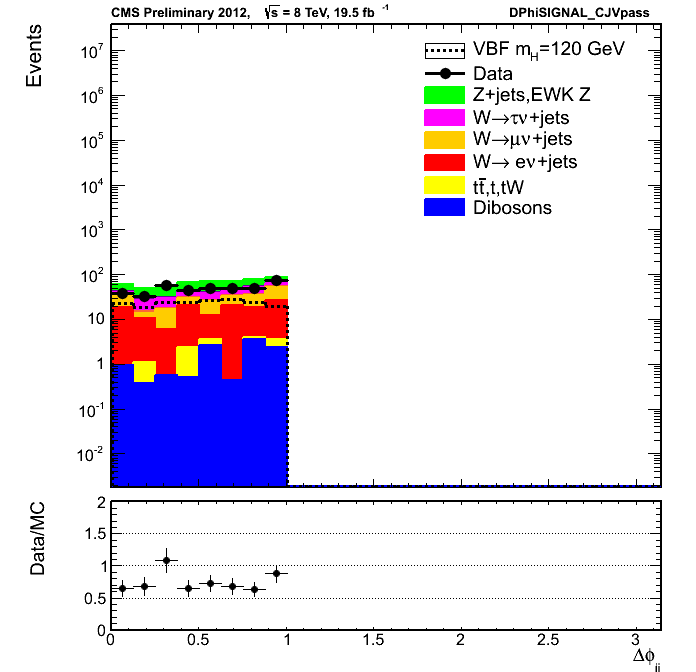 CMS Preliminary 2012, √s = 8 TeV, 19.5 fb⁻¹ DPhiSIGNAL_CJVpass
Events
10⁷
10⁶
10⁵
10⁴
10³
10²
10
1
10⁻¹
10⁻²
VBF m_H=120 GeV
Data
Z+jets,EWK Z
W→τν+jets
W→μν+jets
W→ eν+jets
tt̄,t,tW
Dibosons
Data/MC
2
1.5
1
0.5
0
0 0.5 1 1.5 2 2.5 3
Δϕ_jj